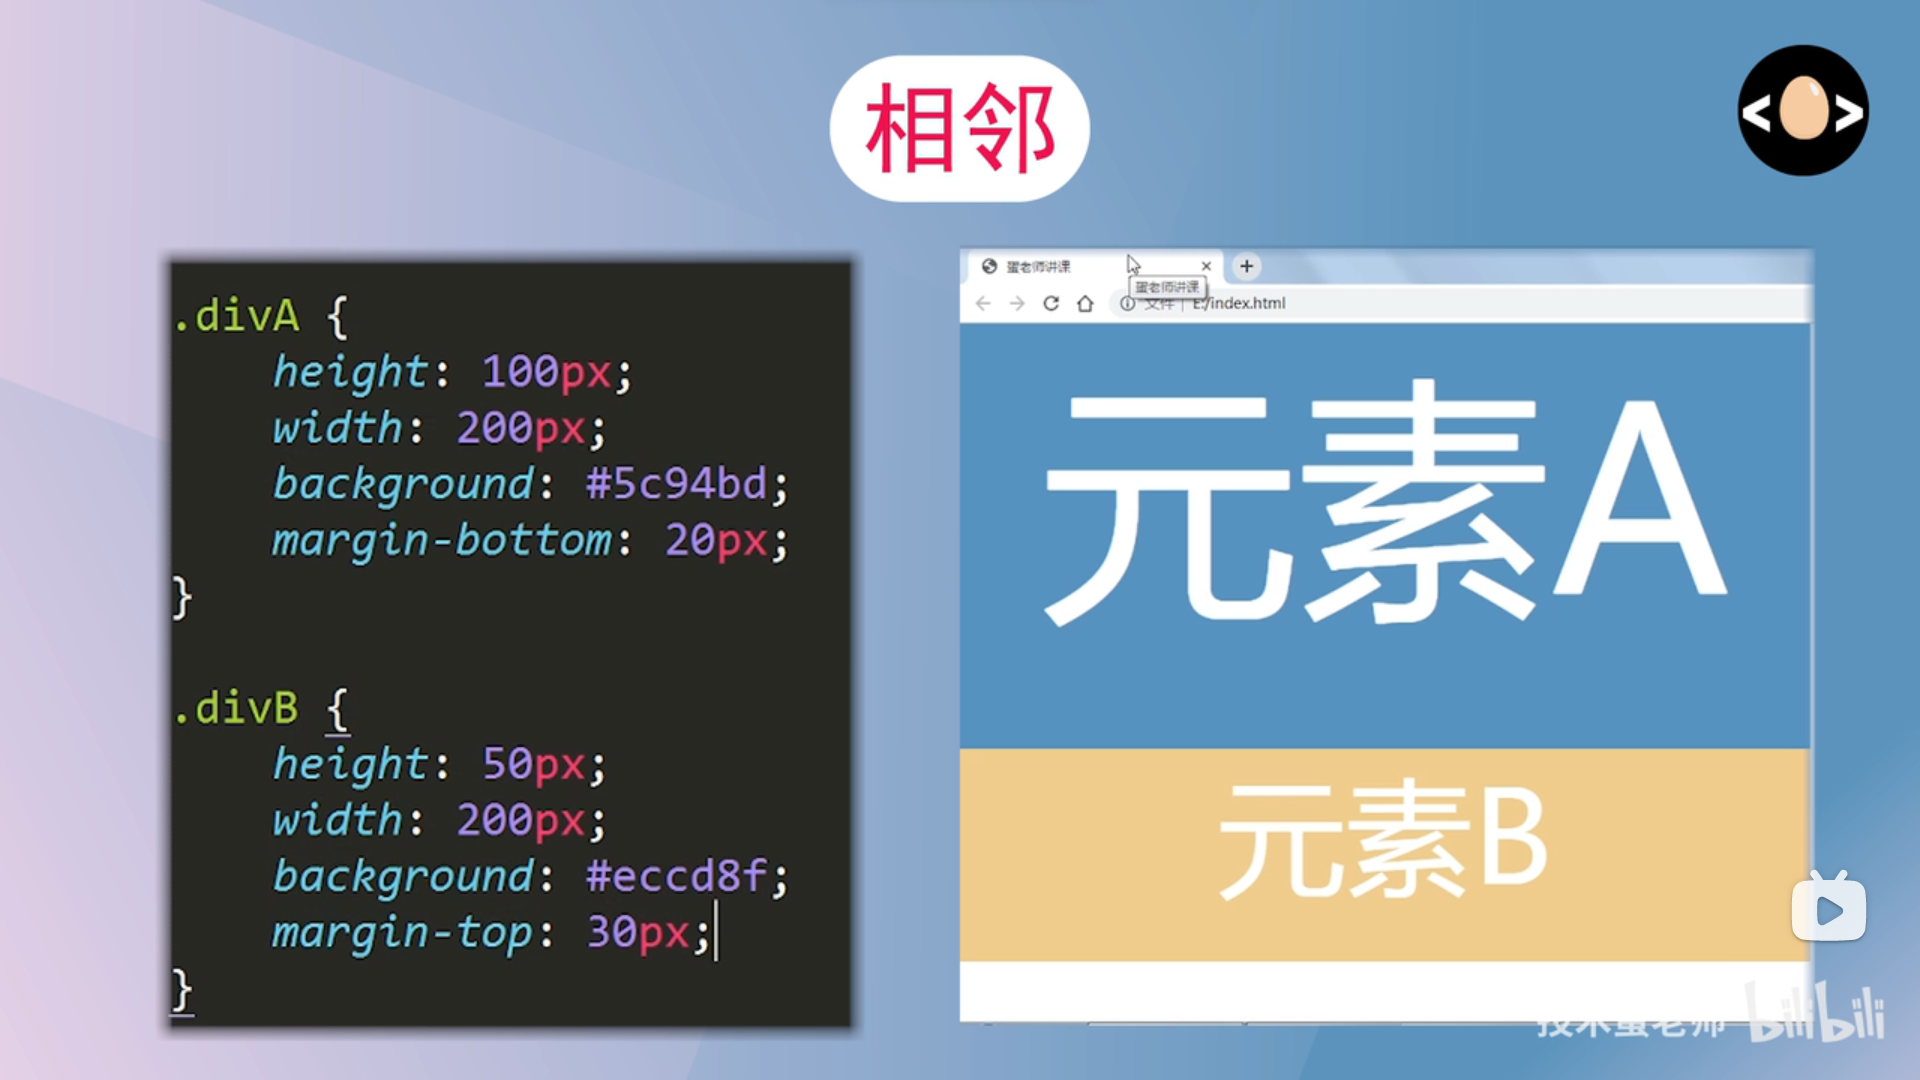 相邻
< >
.divA {
height: 100px;
width: 200px;
background: #5c94bd;
margin-bottom: 20px;
}
.divB {
height: 50px;
width: 200px;
background: #eccd8f;
margin-top: 30px;
}
蛋老师讲课
蛋老师讲课
文件 | E:/index.html
元素A
元素B
技术蛋老师 bilibili